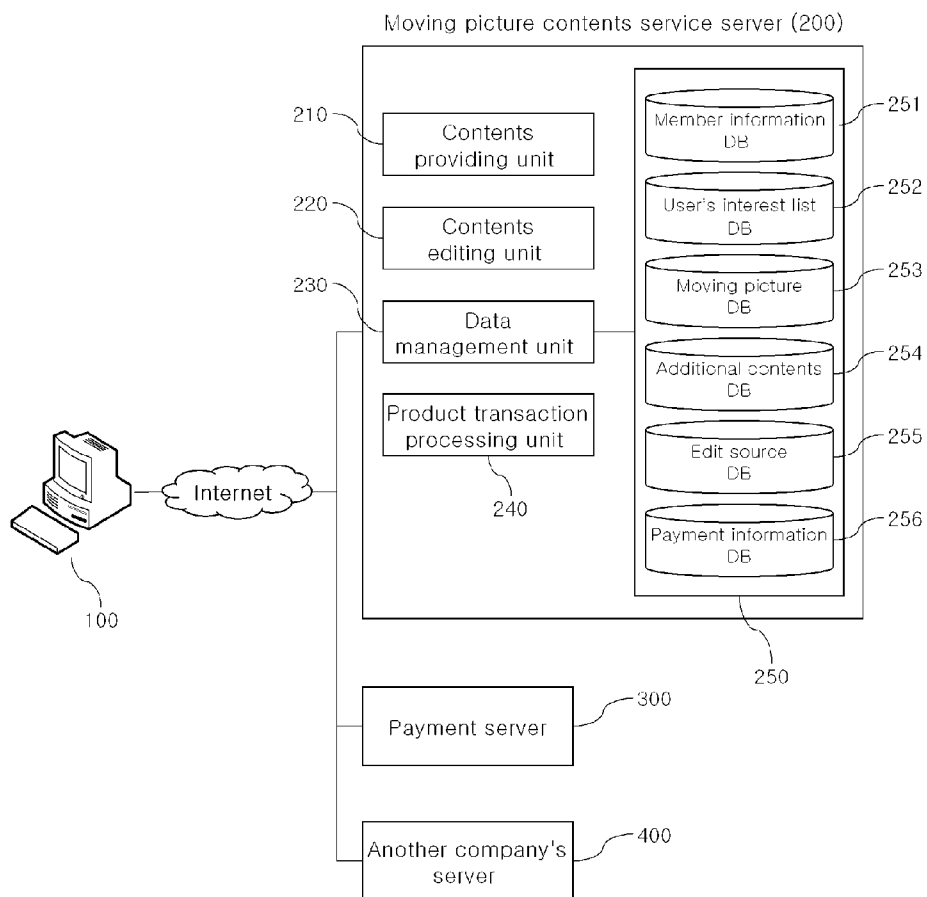 Moving picture contents service server (200)
210
Contents
providing unit
220
Contents
editing unit
230
Data
management unit
Product transaction
processing unit
240
Member information
DB
251
User's interest list
DB
252
Moving picture
DB
253
Additional contents
DB
254
Edit source
DB
255
Payment information
DB
256
250
Internet
100
Payment server
300
Another company's
server
400